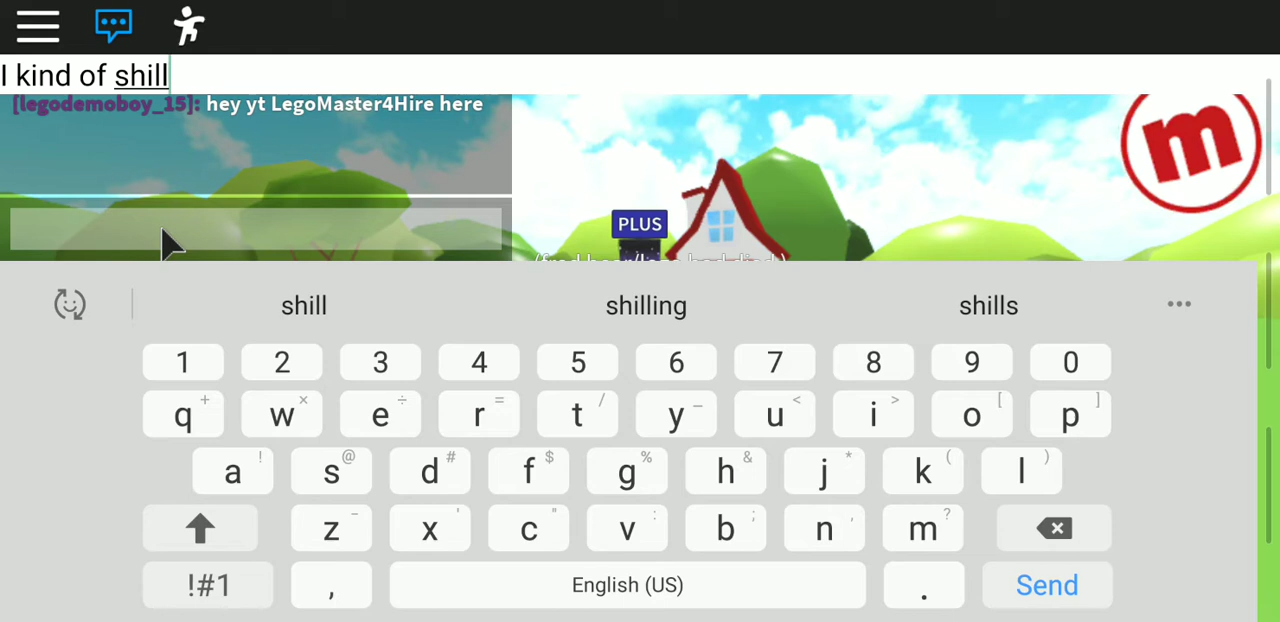 I kind of shill
[legodemoboy_15]: hey yt LegoMaster4Hire here
m
PLUS
shill shilling shills
1 2 3 4 5 6 7 8 9 0
q + w × e ÷ r = t / y _ u < i > o [ p ]
a ! s @ d # f $ g % h & j * k ( l )
z - x ' c " v : b ; n , m ?
!#1 , English (US) . Send